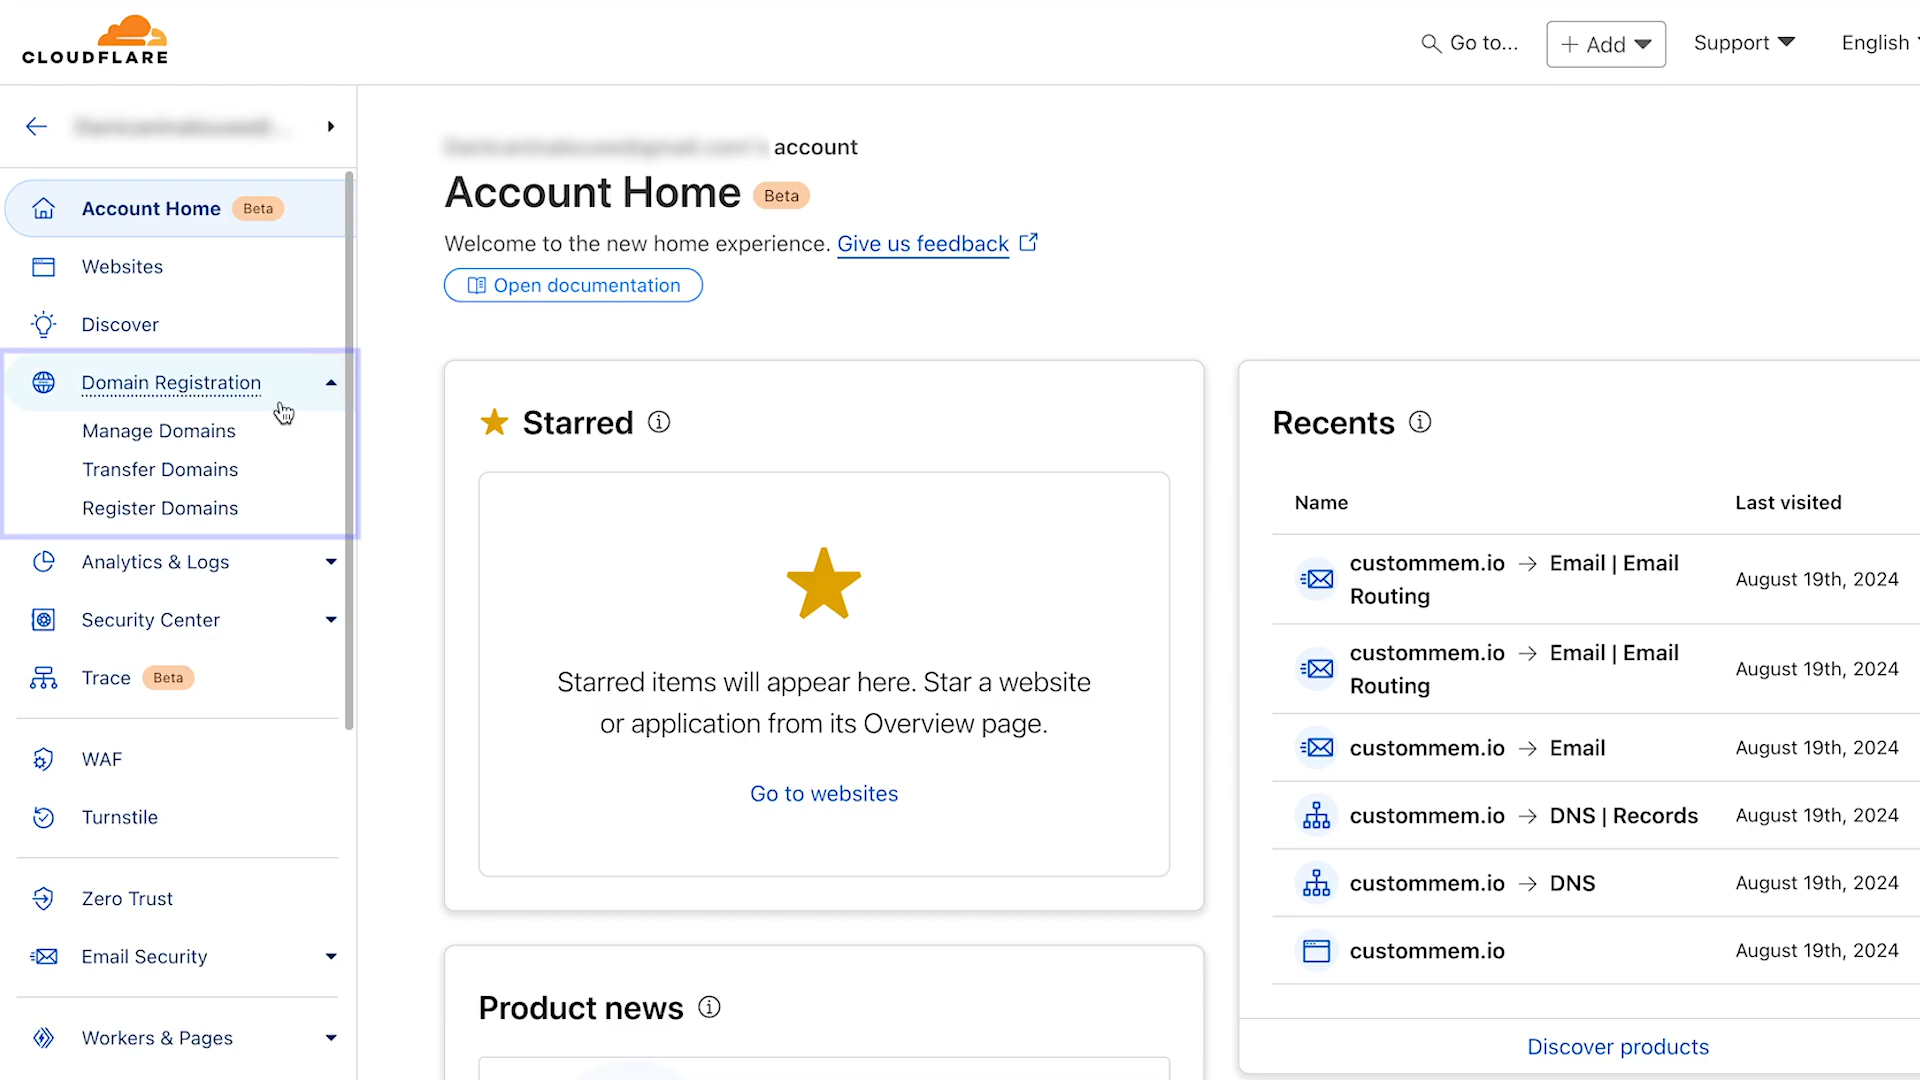 CLOUDFLARE
Go to...
+ Add
Support
English
account
Account Home Beta
Welcome to the new home experience. Give us feedback
Open documentation
Account Home Beta
Websites
Discover
Domain Registration
Manage Domains
Transfer Domains
Register Domains
Analytics & Logs
Security Center
Trace Beta
WAF
Turnstile
Zero Trust
Email Security
Workers & Pages
Starred
Starred items will appear here. Star a website
or application from its Overview page.
Go to websites
Product news
Recents
Name Last visited
custommem.io → Email | Email
Routing
August 19th, 2024
custommem.io → Email | Email
Routing
August 19th, 2024
custommem.io → Email August 19th, 2024
custommem.io → DNS | Records August 19th, 2024
custommem.io → DNS August 19th, 2024
custommem.io August 19th, 2024
Discover products